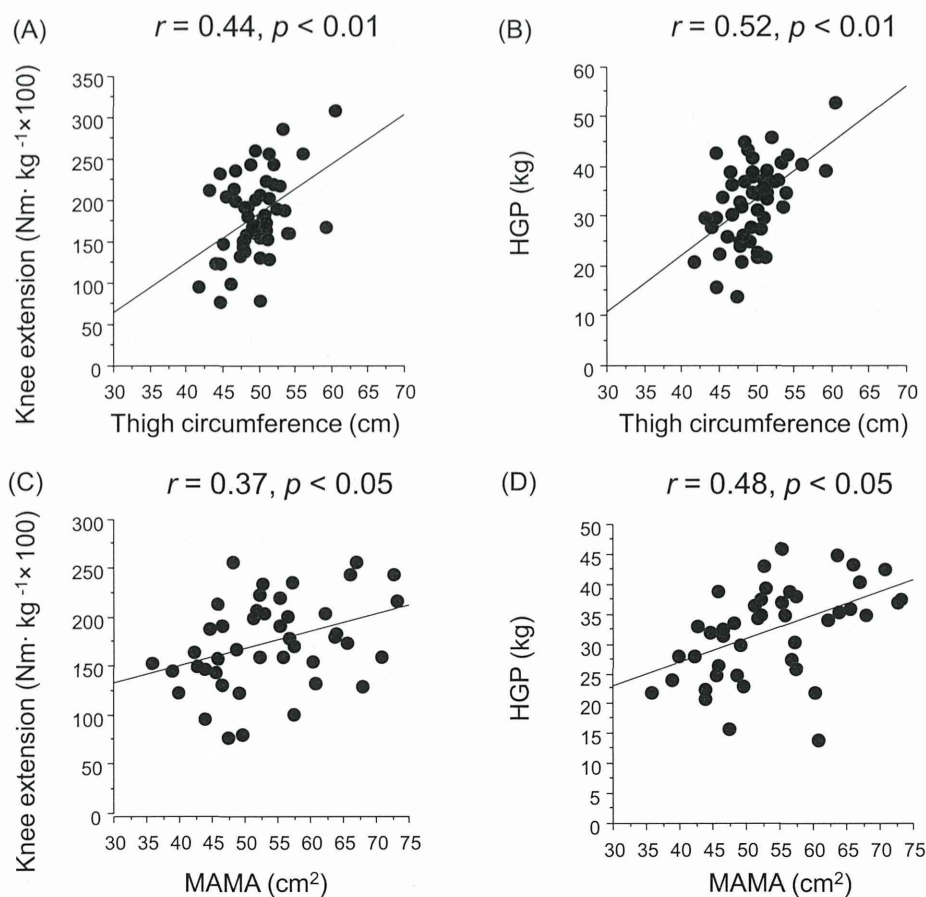 (A) r = 0.44, p < 0.01
Knee extension (Nm· kg -1×100)
350
300
250
200
150
100
50
0
30 35 40 45 50 55 60 65 70
Thigh circumference (cm)
(B) r = 0.52, p < 0.01
HGP (kg)
60
50
40
30
20
10
0
30 35 40 45 50 55 60 65 70
Thigh circumference (cm)
(C) r = 0.37, p < 0.05
Knee extension (Nm· kg -1×100)
300
250
200
150
100
50
0
30 35 40 45 50 55 60 65 70 75
MAMA (cm²)
(D) r = 0.48, p < 0.05
HGP (kg)
50
45
40
35
30
25
20
15
10
5
0
30 35 40 45 50 55 60 65 70 75
MAMA (cm²)